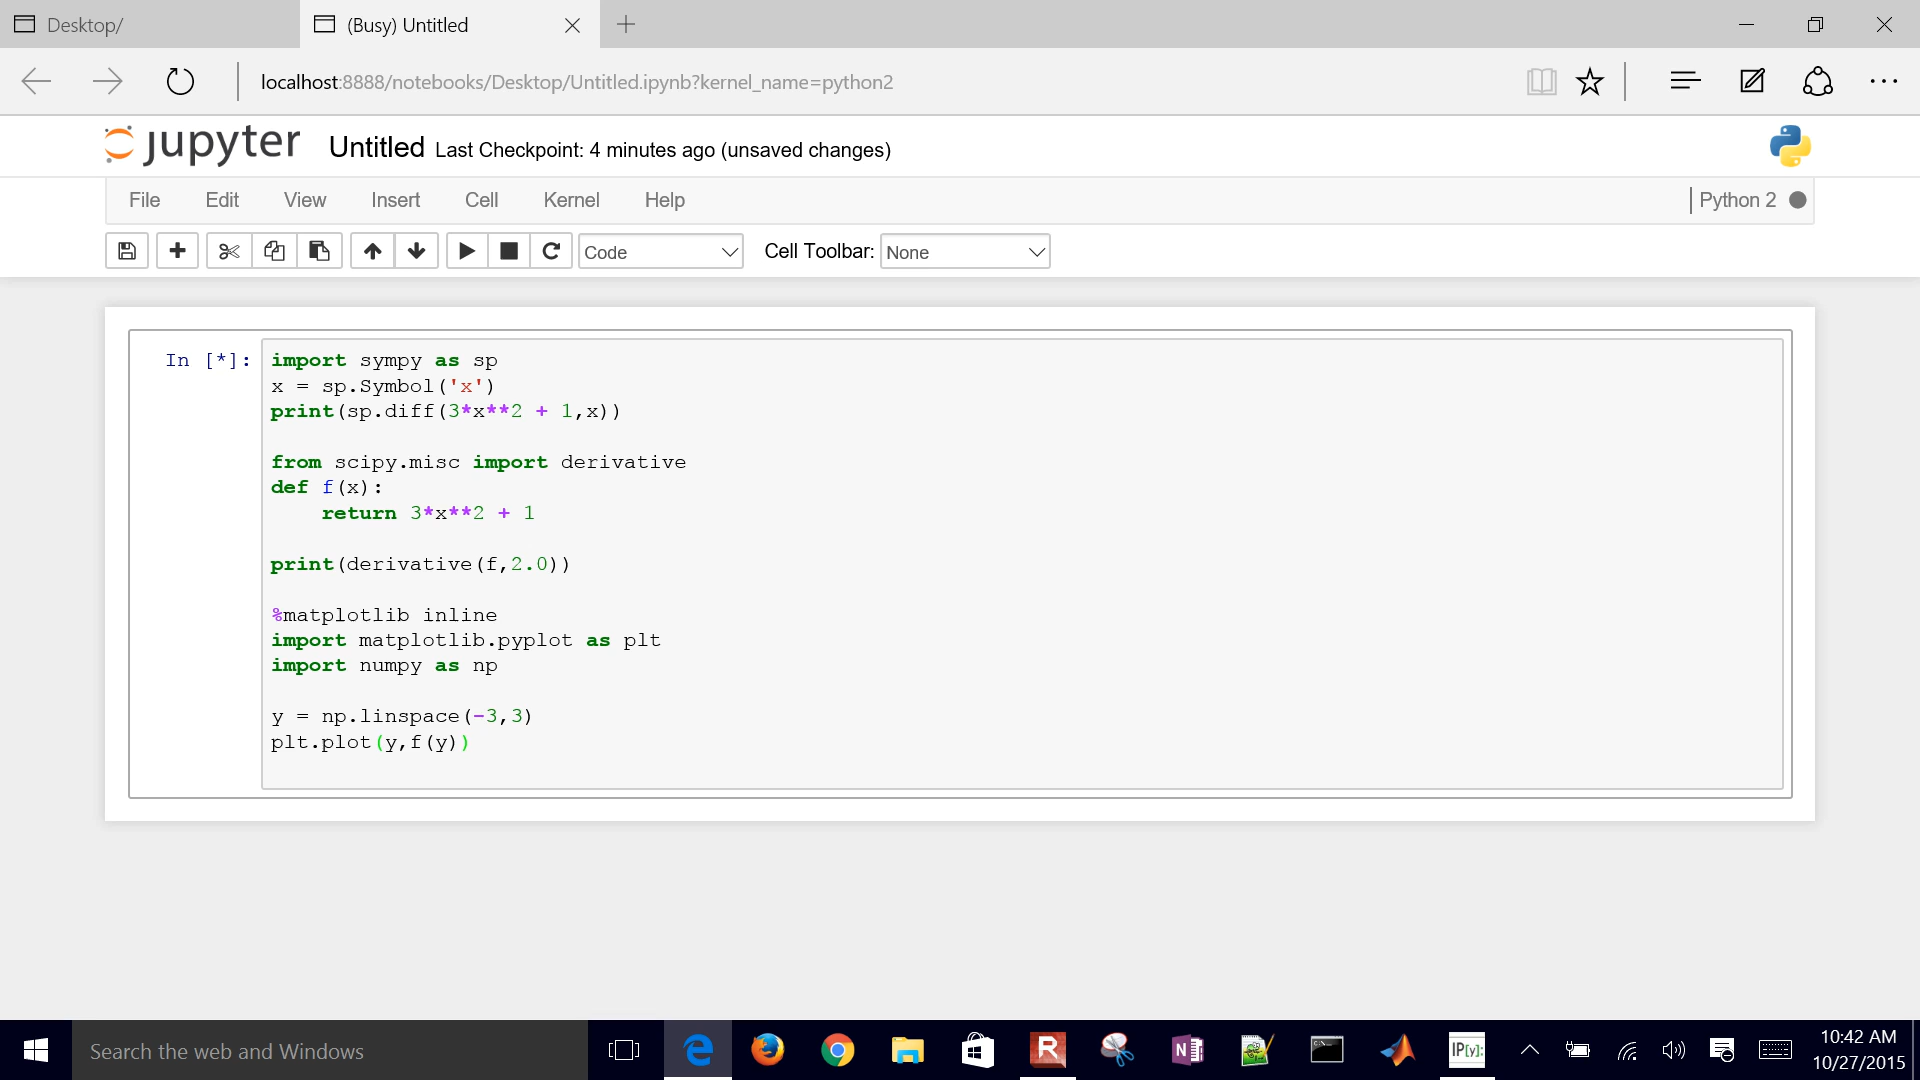 Desktop/
(Busy) Untitled
localhost:8888/notebooks/Desktop/Untitled.ipynb?kernel_name=python2
jupyter Untitled Last Checkpoint: 4 minutes ago (unsaved changes)
File Edit View Insert Cell Kernel Help Python 2
Code Cell Toolbar: None
In [*]: import sympy as sp
x = sp.Symbol('x')
print(sp.diff(3*x**2 + 1,x))
from scipy.misc import derivative
def f(x):
    return 3*x**2 + 1
print(derivative(f,2.0))
%matplotlib inline
import matplotlib.pyplot as plt
import numpy as np
y = np.linspace(-3,3)
plt.plot(y,f(y))
Search the web and Windows
R
N
C:\_
IP[y]:
10:42 AM
10/27/2015